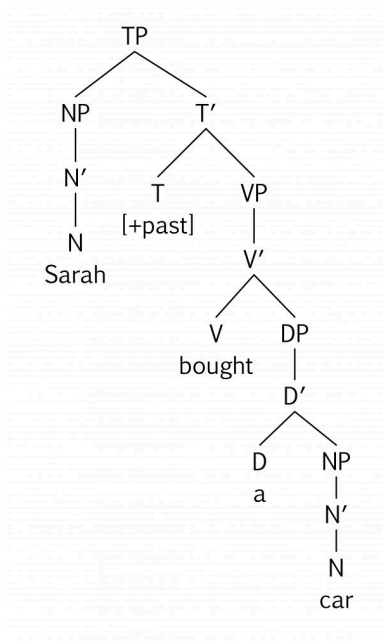 TP
NP T′
N′ T VP
[+past]
N V′
Sarah
V DP
bought
D′
D NP
a
N′
N
car